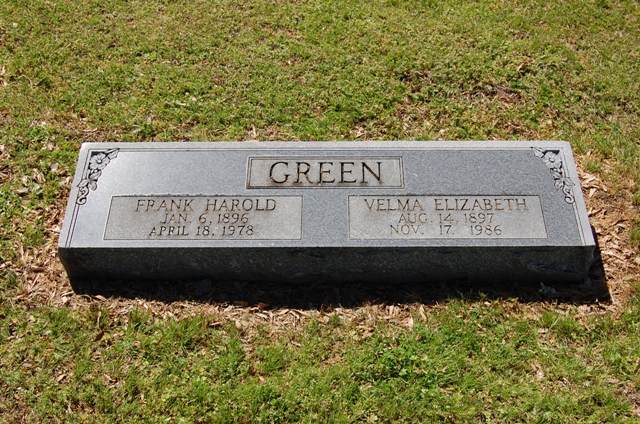 GREEN
FRANK HAROLD
JAN. 6, 1896
APRIL 18, 1978
VELMA ELIZABETH
AUG. 14, 1897
NOV. 17, 1986